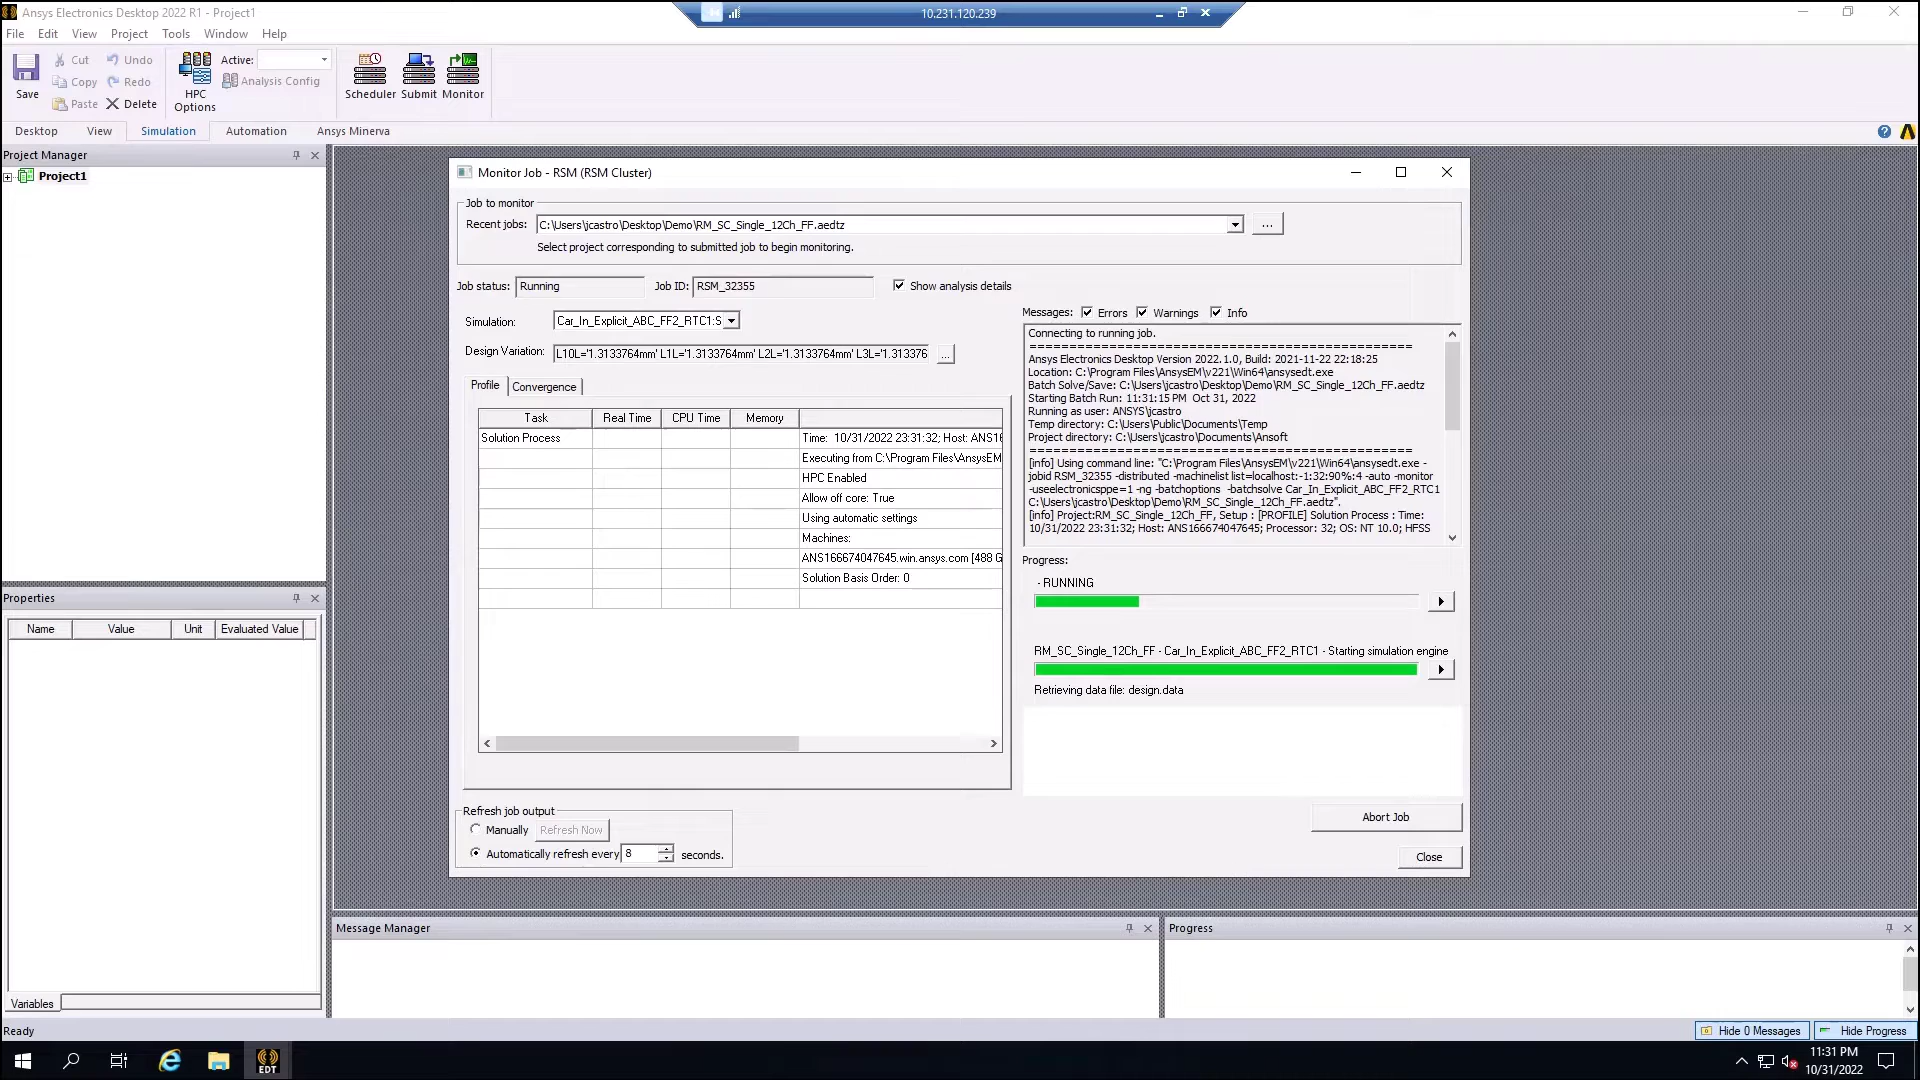 Ansys Electronics Desktop 2022 R1 - Project1
10.231.120.239
File Edit View Project Tools Window Help
Save
Cut
Copy
Paste
Undo
Redo
Delete
HPC Options
Active:
Analysis Config
Scheduler Submit Monitor
Desktop View Simulation Automation Ansys Minerva
Project Manager
Project1
Monitor Job - RSM (RSM Cluster)
Job to monitor
Recent jobs: C:\Users\jcastro\Desktop\Demo\RM_SC_Single_12Ch_FF.aedtz ...
Select project corresponding to submitted job to begin monitoring.
Job status: Running Job ID: RSM_32355 Show analysis details
Simulation: Car_In_Explicit_ABC_FF2_RTC1:S
Design Variation: L10L='1.3133764mm' L1L='1.3133764mm' L2L='1.3133764mm' L3L='1.313376 ...
Profile Convergence
Task Real Time CPU Time Memory
Solution Process Time: 10/31/2022 23:31:32; Host: ANS16
Executing from C:\Program Files\AnsysEM
HPC Enabled
Allow off core: True
Using automatic settings
Machines:
ANS166674047645.win.ansys.com [488 G
Solution Basis Order: 0
Messages: Errors Warnings Info
Connecting to running job.
================================================
Ansys Electronics Desktop Version 2022.1.0, Build: 2021-11-22 22:18:25
Location: C:\Program Files\AnsysEM\v221\Win64\ansysedt.exe
Batch Solve/Save: C:\Users\jcastro\Desktop\Demo\RM_SC_Single_12Ch_FF.aedtz
Starting Batch Run: 11:31:15 PM Oct 31, 2022
Running as user: ANSYS\jcastro
Temp directory: C:\Users\Public\Documents\Temp
Project directory: C:\Users\jcastro\Documents\Ansoft
================================================
[info] Using command line: "C:\Program Files\AnsysEM\v221\Win64\ansysedt.exe -
jobid RSM_32355 -distributed -machinelist list=localhost:-1:32:90%:4 -auto -monitor
-useelectronicsppe=1 -ng -batchoptions -batchsolve Car_In_Explicit_ABC_FF2_RTC1
C:\Users\jcastro\Desktop\Demo\RM_SC_Single_12Ch_FF.aedtz".
[info] Project:RM_SC_Single_12Ch_FF, Setup : [PROFILE] Solution Process : Time:
10/31/2022 23:31:32; Host: ANS166674047645; Processor: 32; OS: NT 10.0; HFSS
Progress:
- RUNNING
RM_SC_Single_12Ch_FF - Car_In_Explicit_ABC_FF2_RTC1 - Starting simulation engine
Retrieving data file: design.data
Refresh job output
Manually Refresh Now
Automatically refresh every 8 seconds.
Abort Job
Close
Properties
Name Value Unit Evaluated Value
Variables
Message Manager
Progress
Ready
Hide 0 Messages Hide Progress
EDT
11:31 PM
10/31/2022